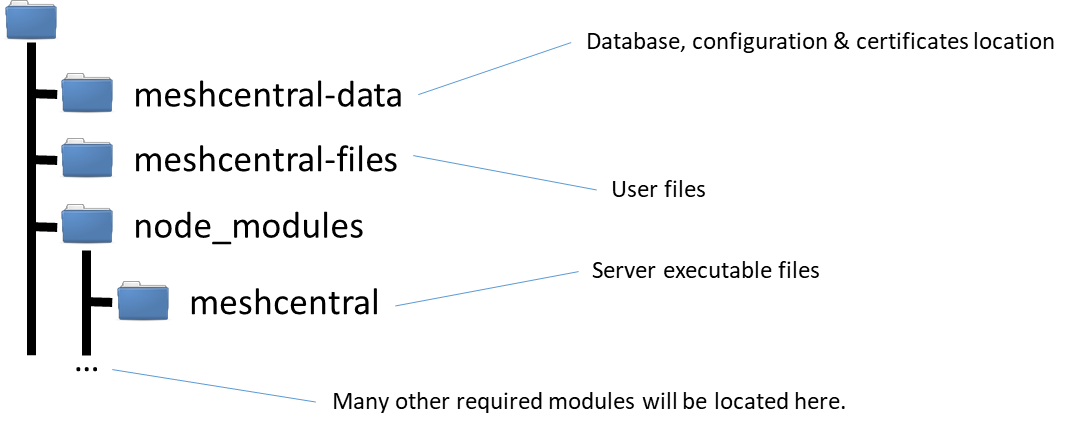 Database, configuration & certificates location
meshcentral-data
meshcentral-files
User files
node_modules
Server executable files
meshcentral
...
Many other required modules will be located here.